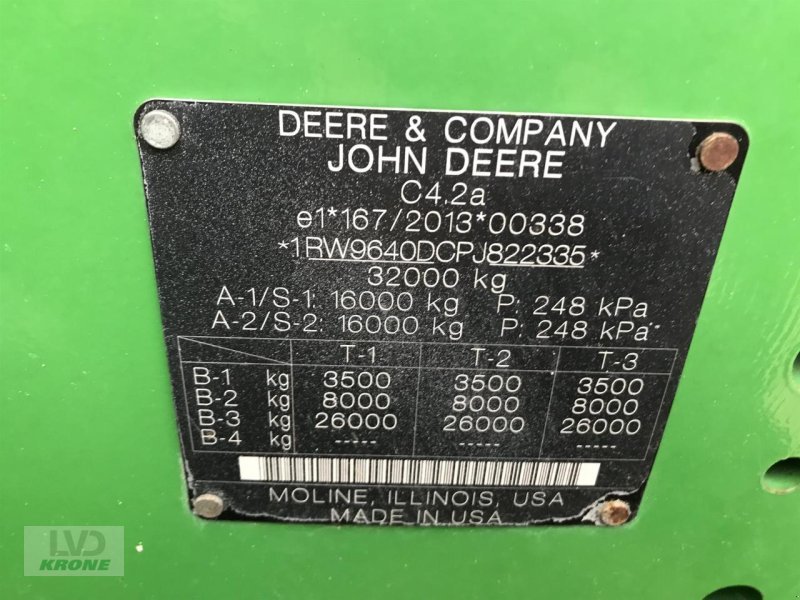 DEERE & COMPANY
JOHN DEERE
C4.2a
e1*167/2013*00338
*1RW9640DCPJ822335*
32000 kg
A-1/S-1: 16000 kg P: 248 kPa
A-2/S-2: 16000 kg P: 248 kPa
T-1 T-2 T-3
B-1 kg 3500 3500 3500
B-2 kg 8000 8000 8000
B-3 kg 26000 26000 26000
B-4 kg ----- ----- -----
MOLINE, ILLINOIS, USA
MADE IN USA
LVD
KRONE